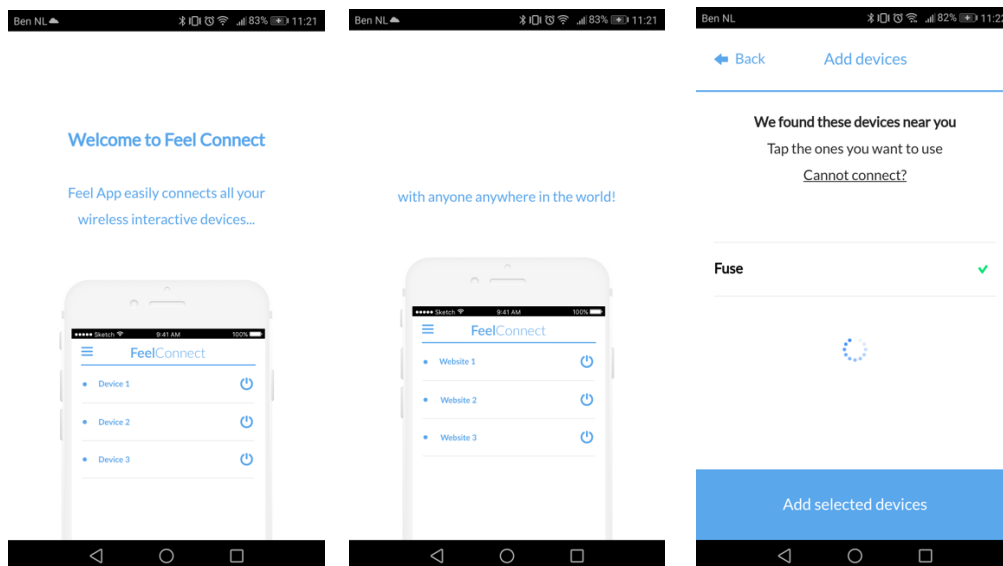 Ben NL 83% 11:21
Welcome to Feel Connect
Feel App easily connects all your
wireless interactive devices...
Sketch 9:41 AM 100%
FeelConnect
Device 1
Device 2
Device 3
Ben NL 83% 11:21
with anyone anywhere in the world!
Sketch 9:41 AM 100%
FeelConnect
Website 1
Website 2
Website 3
Ben NL 82% 11:22
Back Add devices
We found these devices near you
Tap the ones you want to use
Cannot connect?
Fuse
Add selected devices